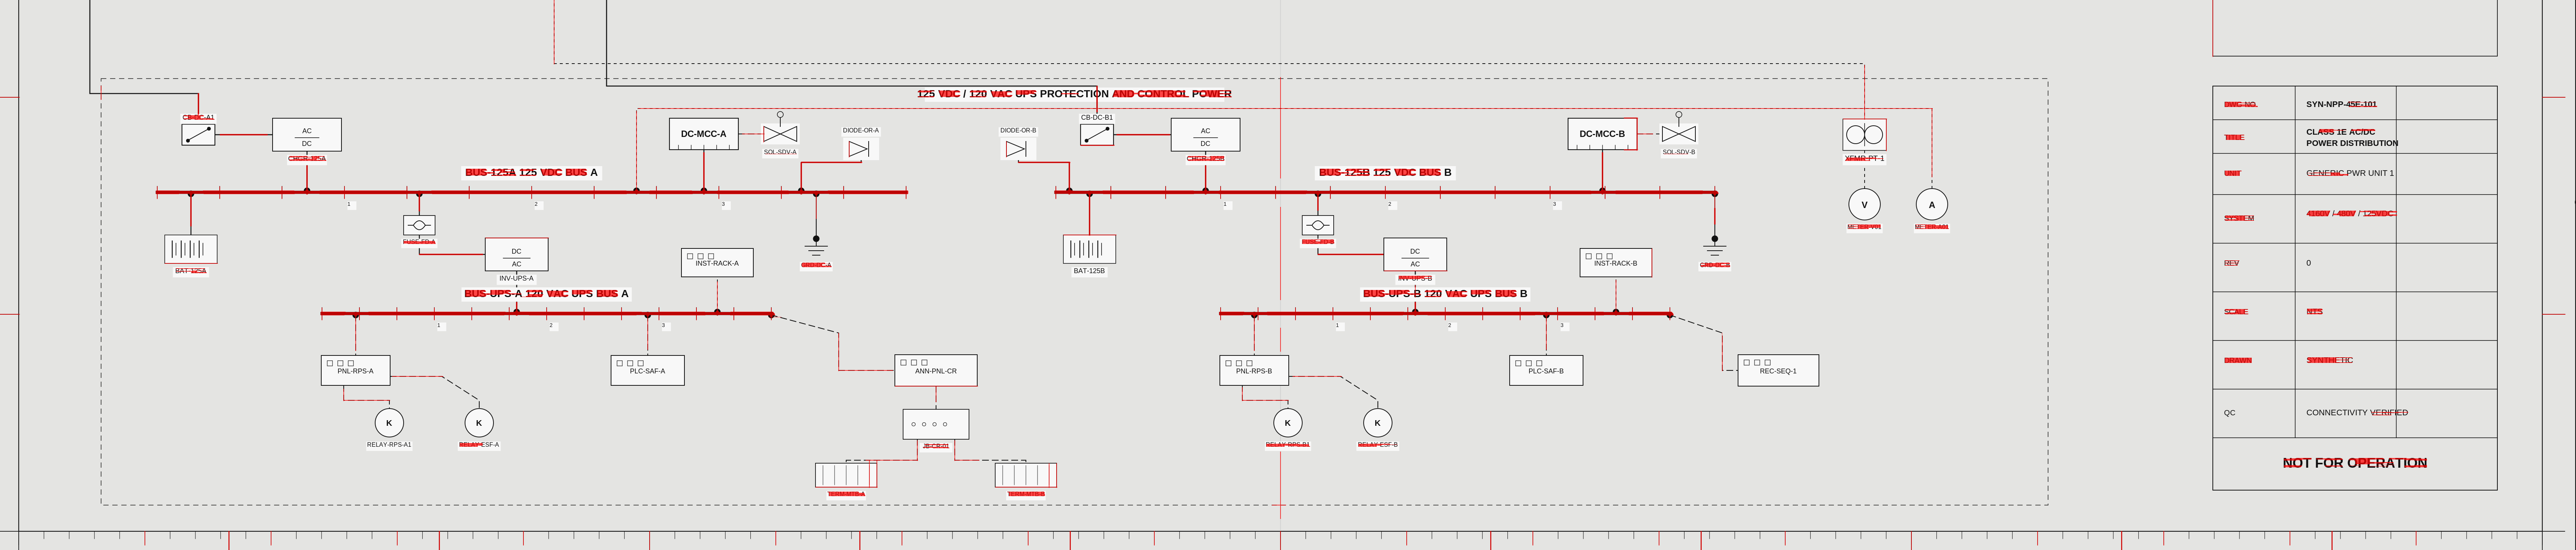 125 VDC / 120 VAC UPS PROTECTION AND CONTROL POWER
CB-DC-A1
AC
DC
DC-MCC-A
SOL-SDV-A
DIODE-OR-A
DIODE-OR-B
CB-DC-B1
AC
DC
DC-MCC-B
SOL-SDV-B
XFMR-PT-1
BUS-125A 125 VDC BUS A
BUS-125B 125 VDC BUS B
1
2
3
1
2
3
V
A
BAT-125A
DC
AC
INV-UPS-A
INST-RACK-A
BAT-125B
DC
AC
INV-UPS-B
INST-RACK-B
BUS-UPS-A 120 VAC UPS BUS A
BUS-UPS-B 120 VAC UPS BUS B
1
2
3
1
2
3
PNL-RPS-A
PLC-SAF-A
ANN-PNL-CR
PNL-RPS-B
PLC-SAF-B
REC-SEQ-1
K
K
K
K
RELAY-RPS-A1
RELAY-ESF-A
RELAY-RPS-B1
RELAY-ESF-B
DWG NO.
SYN-NPP-45E-101
TITLE
CLASS 1E AC/DC
POWER DISTRIBUTION
UNIT
GENERIC PWR UNIT 1
SYSTEM
REV
0
SCALE
NTS
DRAWN
SYNTHETIC
QC
CONNECTIVITY VERIFIED
NOT FOR OPERATION